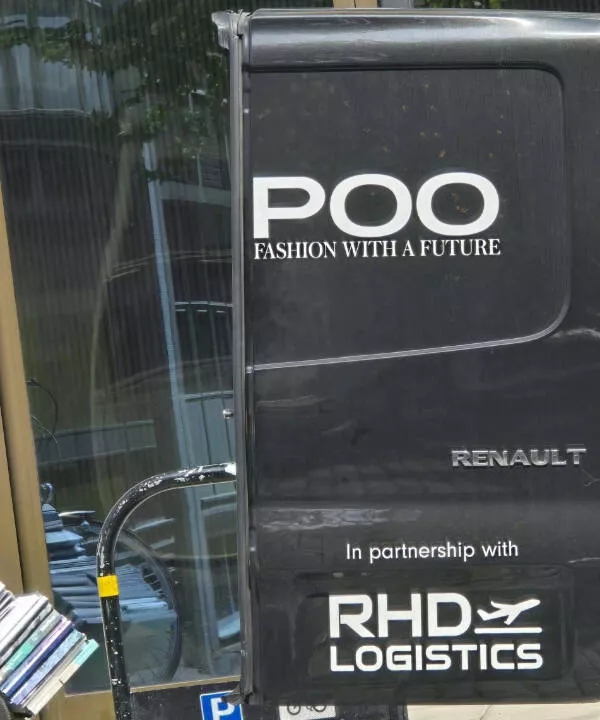 POO
FASHION WITH A FUTURE
RENAULT
In partnership with
RHD
LOGISTICS
P